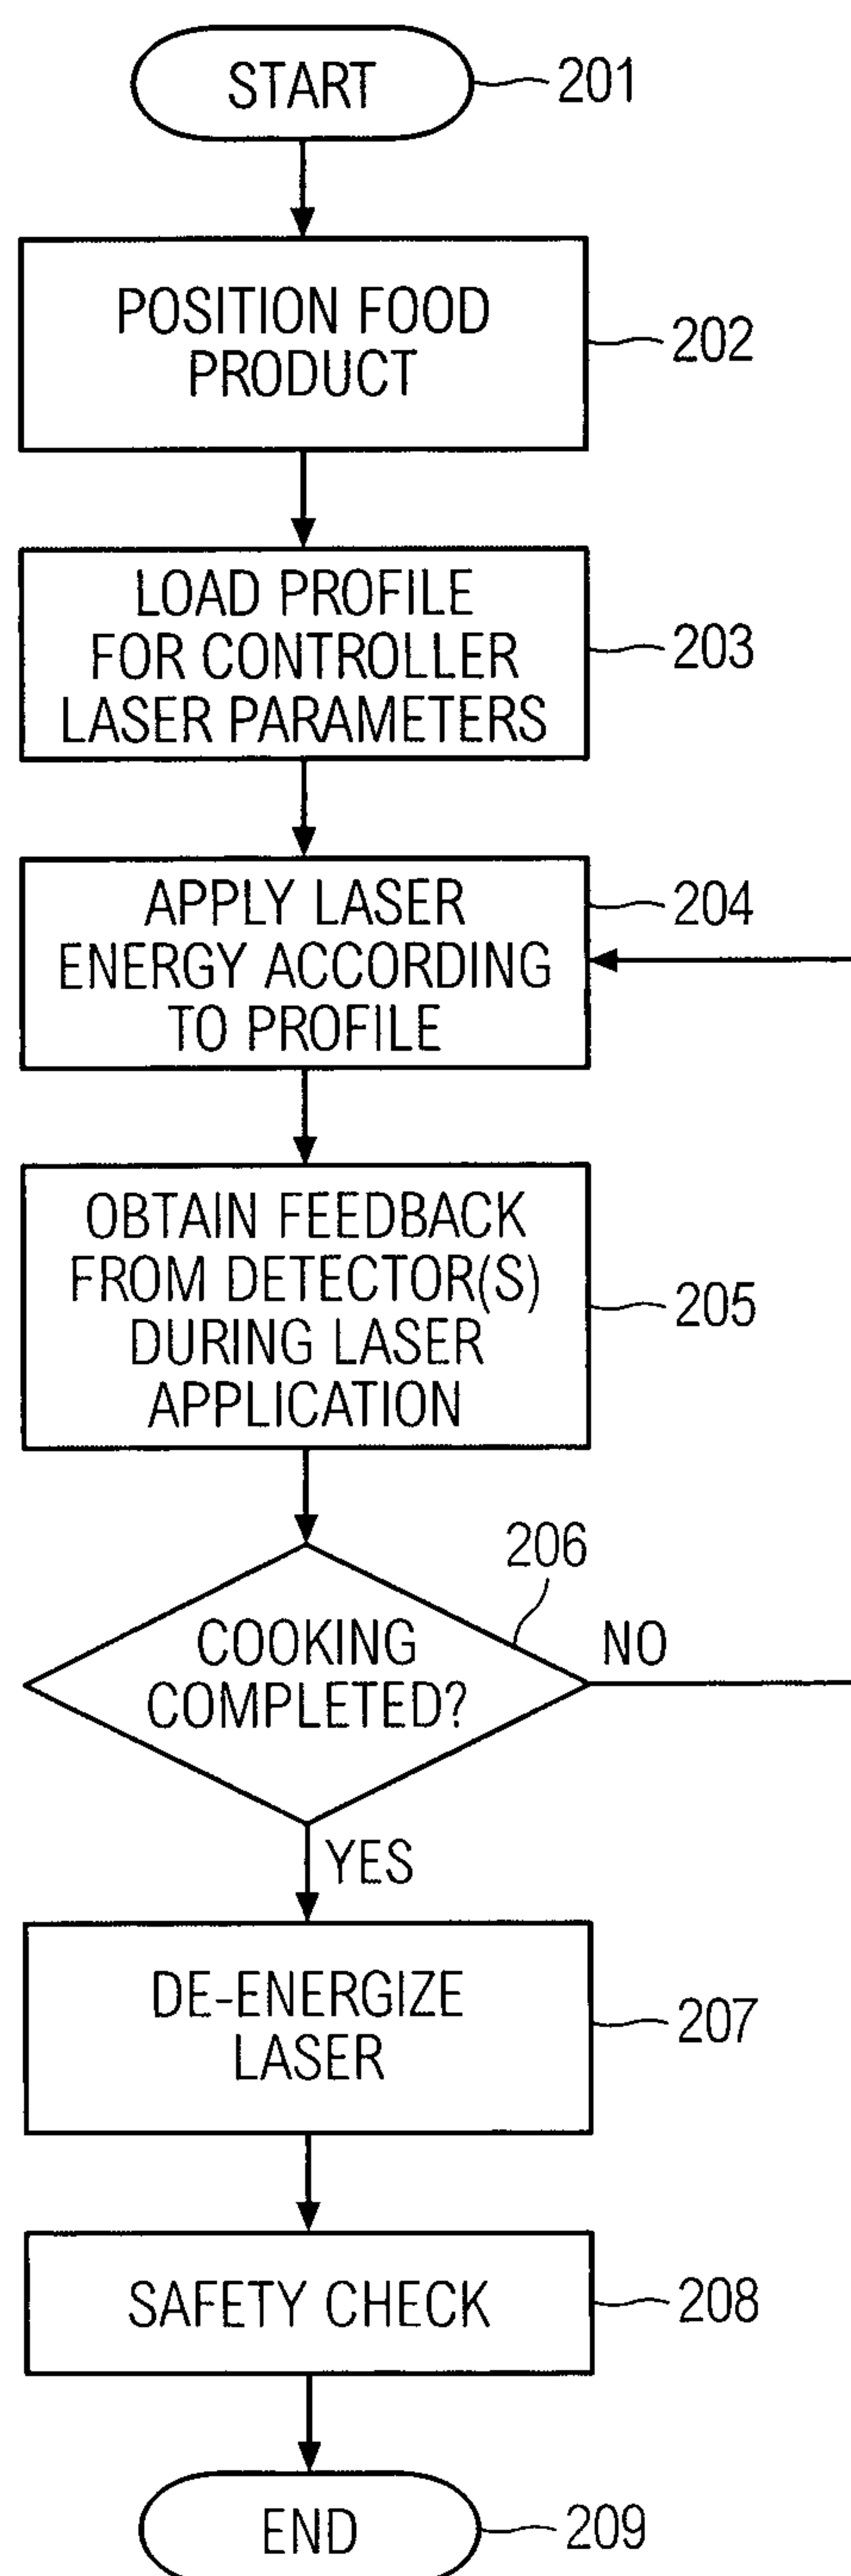 START
201
POSITION FOOD
PRODUCT
202
LOAD PROFILE
FOR CONTROLLER
LASER PARAMETERS
203
APPLY LASER
ENERGY ACCORDING
TO PROFILE
204
OBTAIN FEEDBACK
FROM DETECTOR(S)
DURING LASER
APPLICATION
205
206
COOKING
COMPLETED?
NO
YES
DE-ENERGIZE
LASER
207
SAFETY CHECK
208
END
209